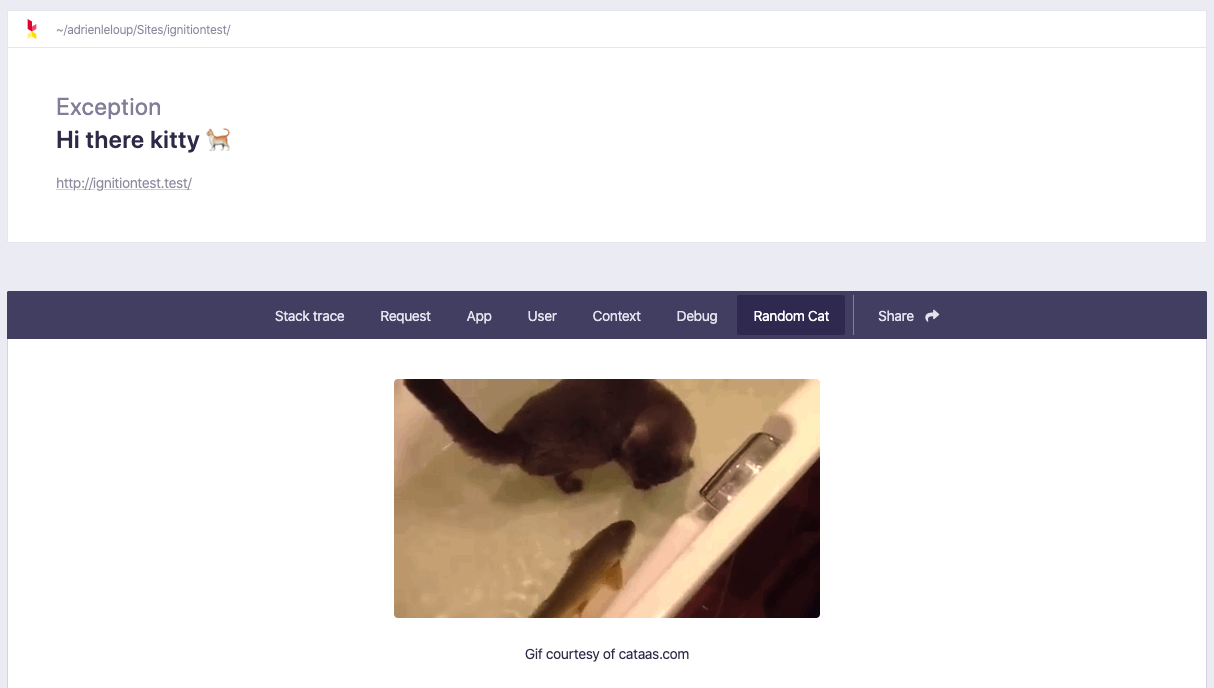 ~/adrienleloup/Sites/ignitiontest/
Exception
Hi there kitty 🐈
http://ignitiontest.test/
Stack trace Request App User Context Debug Random Cat Share
Gif courtesy of cataas.com